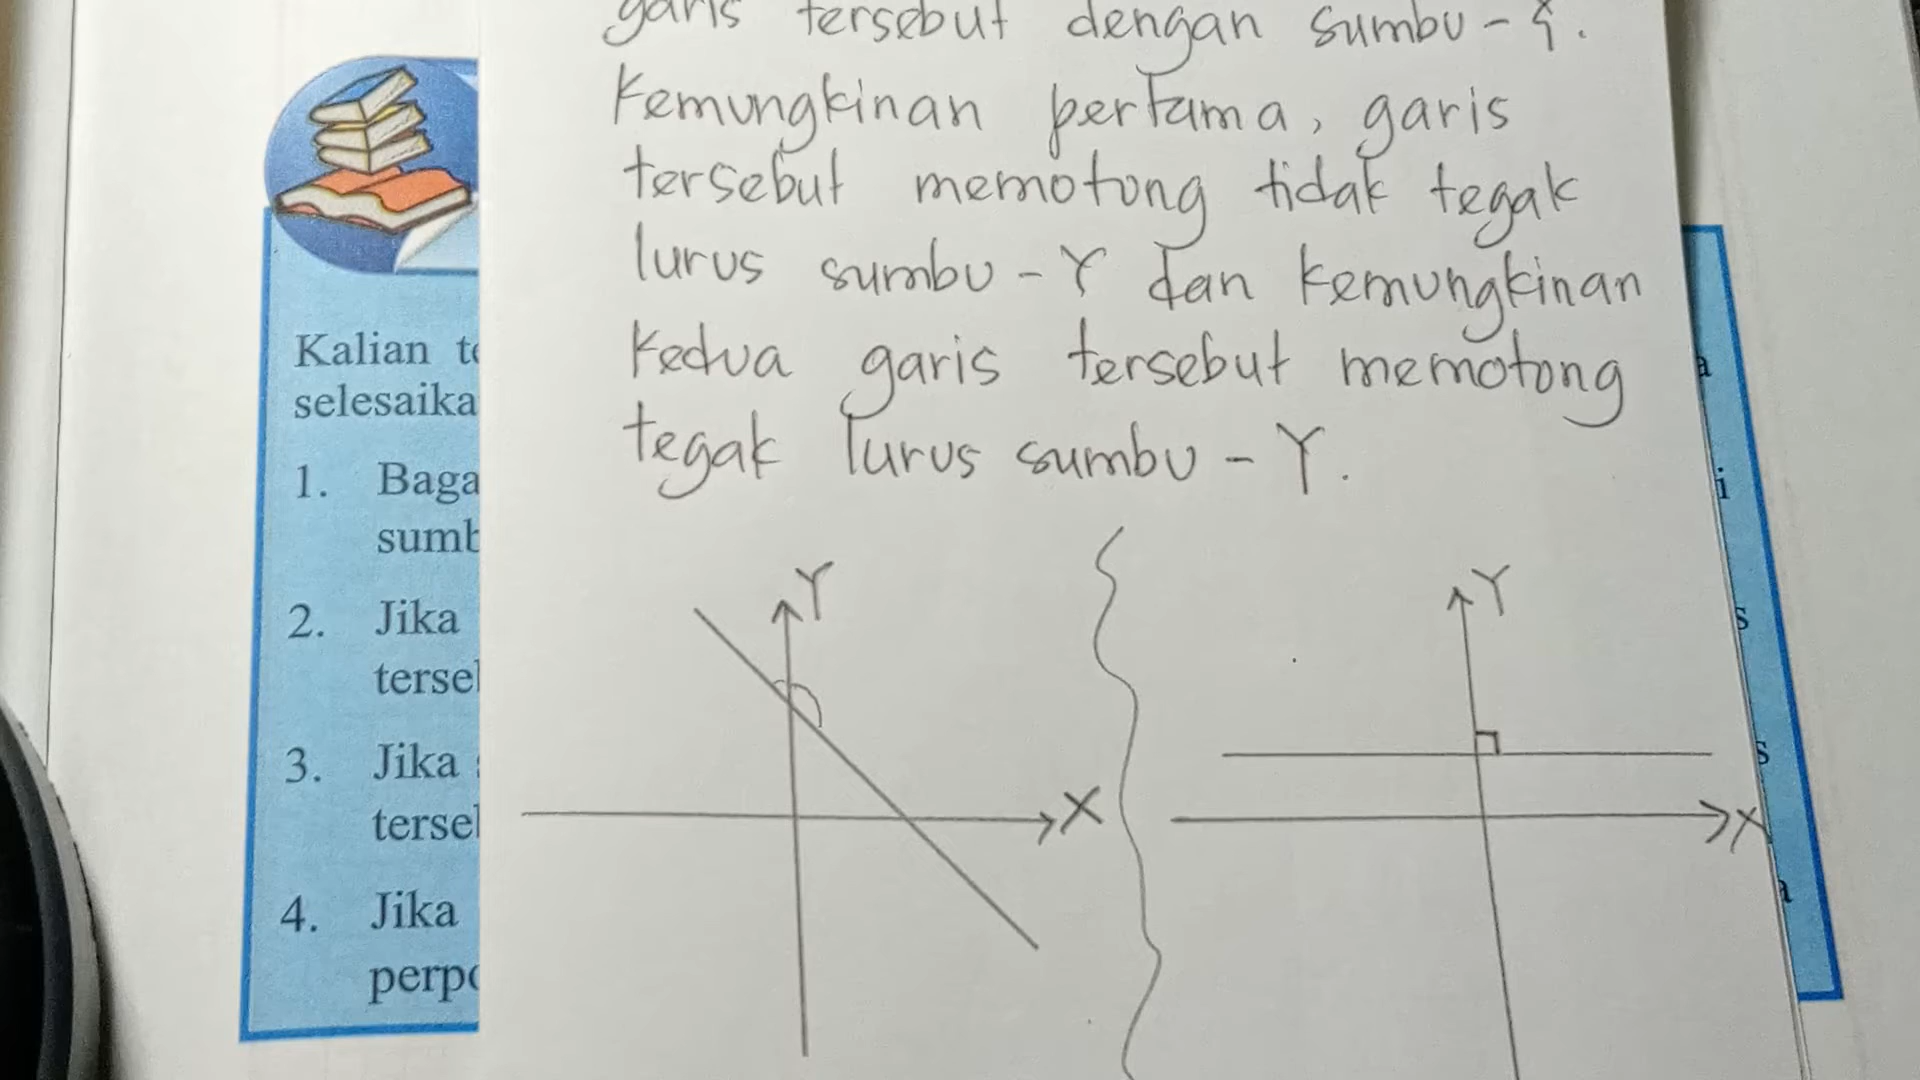 garis tersebut dengan sumbu-Y.
Kemungkinan pertama, garis
tersebut memotong tidak tegak
lurus sumbu-Y dan kemungkinan
kedua garis tersebut memotong
tegak lurus sumbu-Y.
Y
X
Y
X
Kalian
selesaika
1. Baga
sumb
2. Jika
tersel
3. Jika
tersel
4. Jika
perpo
a
i
s
s
a